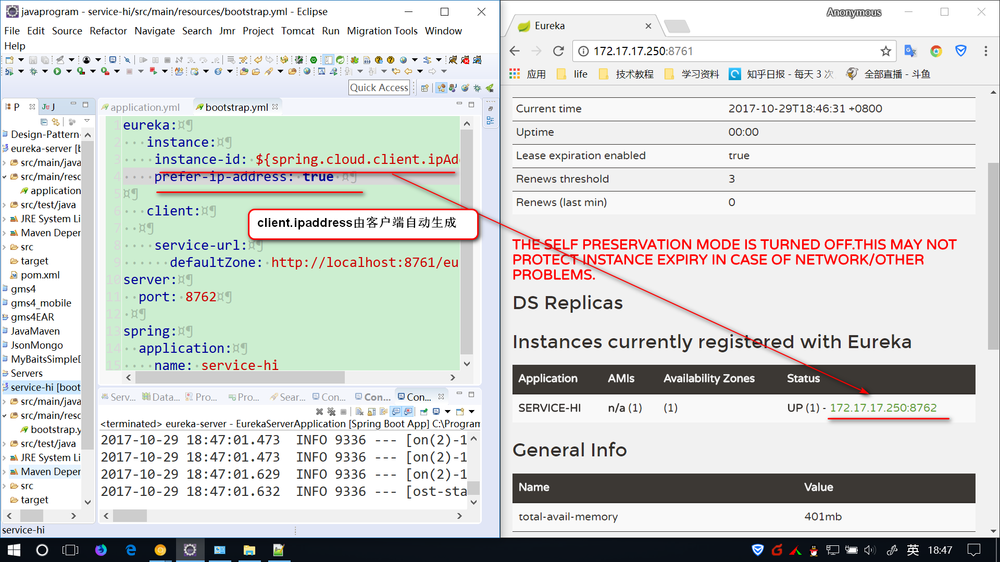 javaprogram - service-hi/src/main/resources/bootstrap.yml - Eclipse
File Edit Source Refactor Navigate Search Jmr Project Tomcat Run Migration Tools Window
Help
Quick Access
P
Ju J
Design-Pattern-
eureka-server [b
src/main/java
src/main/resc
application
src/test/java
JRE System Li
Maven Deper
src
target
pom.xml
gms4
gms4_mobile
gms4EAR
JavaMaven
JsonMongo
MyBaitsSimpleD
Servers
service-hi [boot
src/main/java
src/main/resc
bootstrap.y
src/test/java
JRE System Li
Maven Deper
src
target
service-hi
application.yml
bootstrap.yml
1 eureka:¤¶
2 ···instance:¤¶
3 ····instance-id:·${spring.cloud.client.ipAd
4 ····prefer-ip-address:·true·¤¶
5 ¤¶
6 ···client:¤¶
7 ··¤¶
8 ····service-url:¤¶
9 ······defaultZone:·http://localhost:8761/eu
10 server:¤¶
11 ··port:·8762¤¶
12 ·¤¶
13 spring:¤¶
14 ··application:¤¶
15 ····name:·service-hi
client.ipaddress由客户端自动生成
Serv...
Data...
Pro...
Pro...
Sear...
Con...
Con...
Con...
<terminated> eureka-server - EurekaServerApplication [Spring Boot App] C:\Program
2017-10-29 18:47:01.473 INFO 9336 --- [on(2)-1
2017-10-29 18:47:01.473 INFO 9336 --- [on(2)-1
2017-10-29 18:47:01.629 INFO 9336 --- [on(2)-1
2017-10-29 18:47:01.632 INFO 9336 --- [ost-sta
Anonymous
Eureka
172.17.17.250:8761
应用
life
技术教程
学习资料
知乎日报 - 每天 3 次
全部直播 - 斗鱼
Current time 2017-10-29T18:46:31 +0800
Uptime 00:00
Lease expiration enabled true
Renews threshold 3
Renews (last min) 0
THE SELF PRESERVATION MODE IS TURNED OFF.THIS MAY NOT
PROTECT INSTANCE EXPIRY IN CASE OF NETWORK/OTHER
PROBLEMS.
DS Replicas
Instances currently registered with Eureka
Application AMIs Availability Zones Status
SERVICE-HI n/a (1) (1) UP (1) - 172.17.17.250:8762
General Info
Name Value
total-avail-memory 401mb
英
18:47